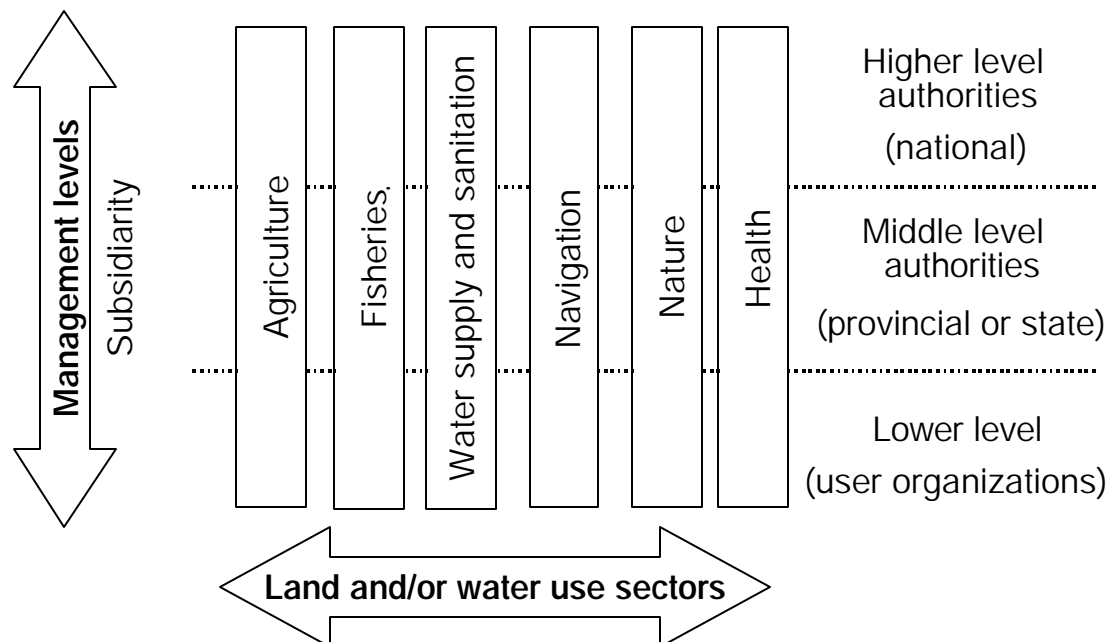 Management levels
Subsidiarity
Agriculture
Fisheries.
Water supply and sanitation
Navigation
Nature
Health
Higher level
authorities
(national)
Middle level
authorities
(provincial or state)
Lower level
(user organizations)
Land and/or water use sectors